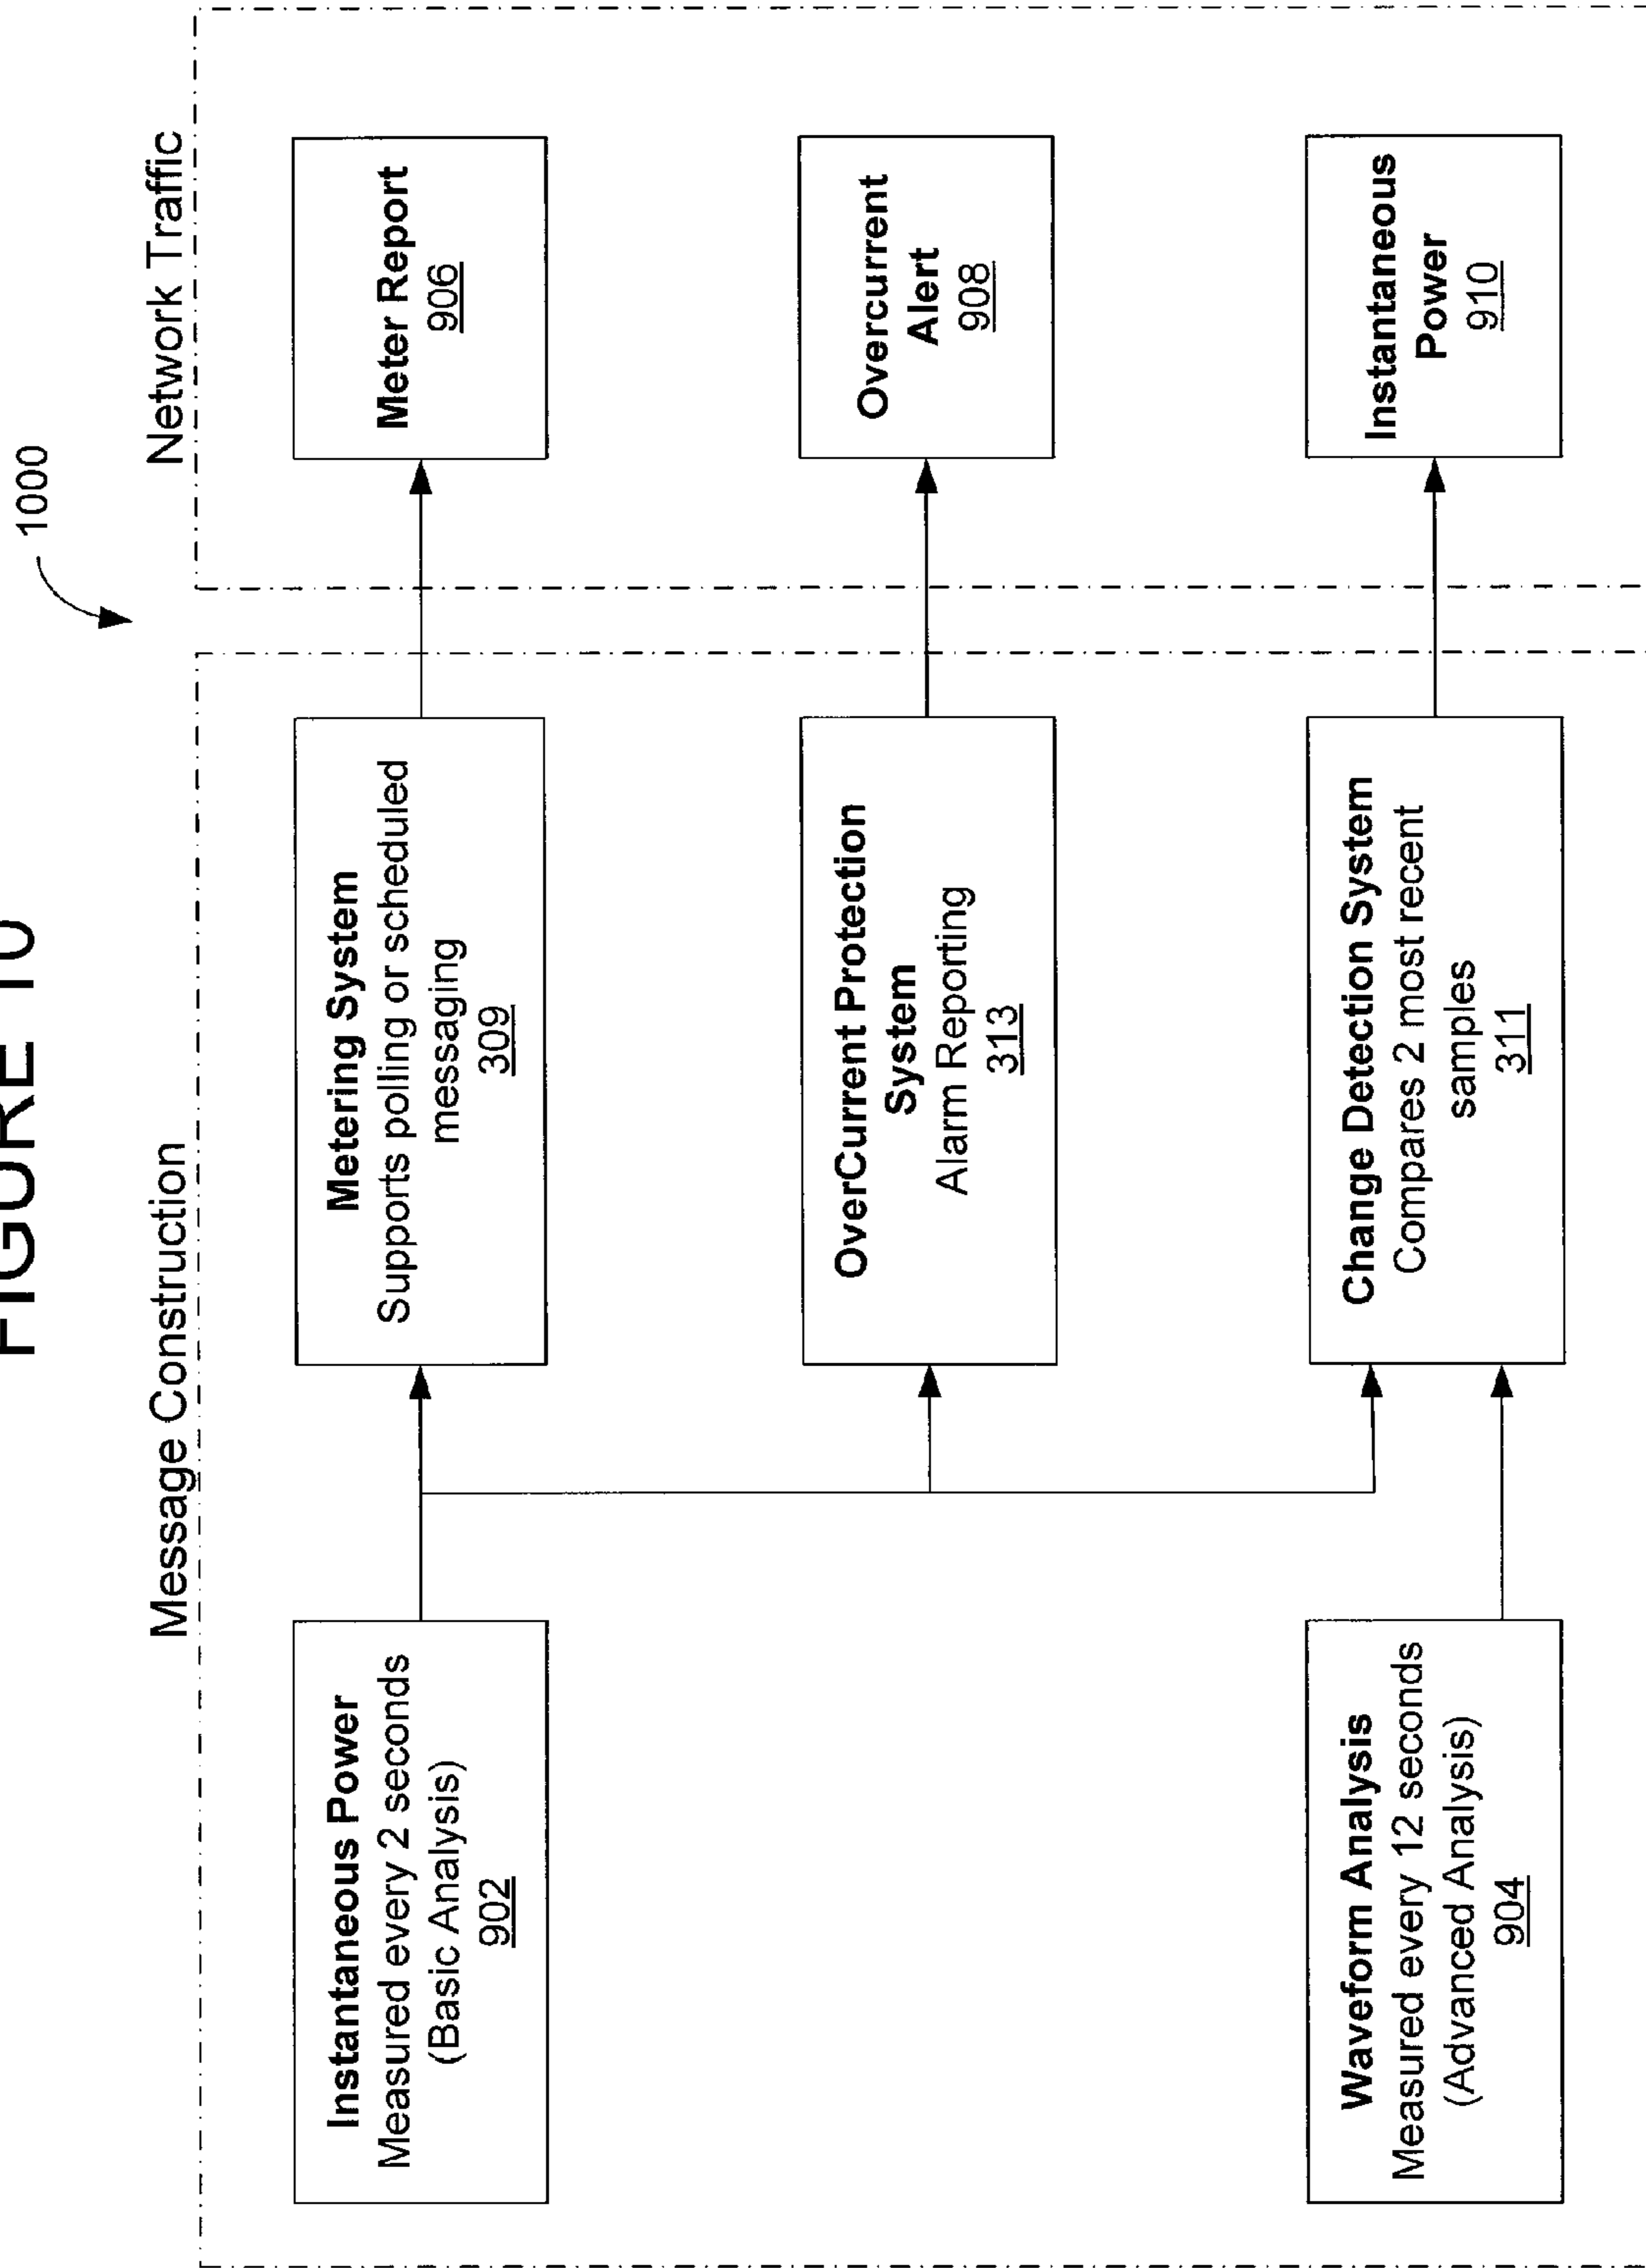 FIGURE 10
1000
Message Construction
Network Traffic
Instantaneous Power
Measured every 2 seconds
(Basic Analysis)
902
Metering System
Supports polling or scheduled
messaging
309
Meter Report
906
OverCurrent Protection
System
Alarm Reporting
313
Overcurrent
Alert
908
Waveform Analysis
Measured every 12 seconds
(Advanced Analysis)
904
Change Detection System
Compares 2 most recent
samples
311
Instantaneous
Power
910